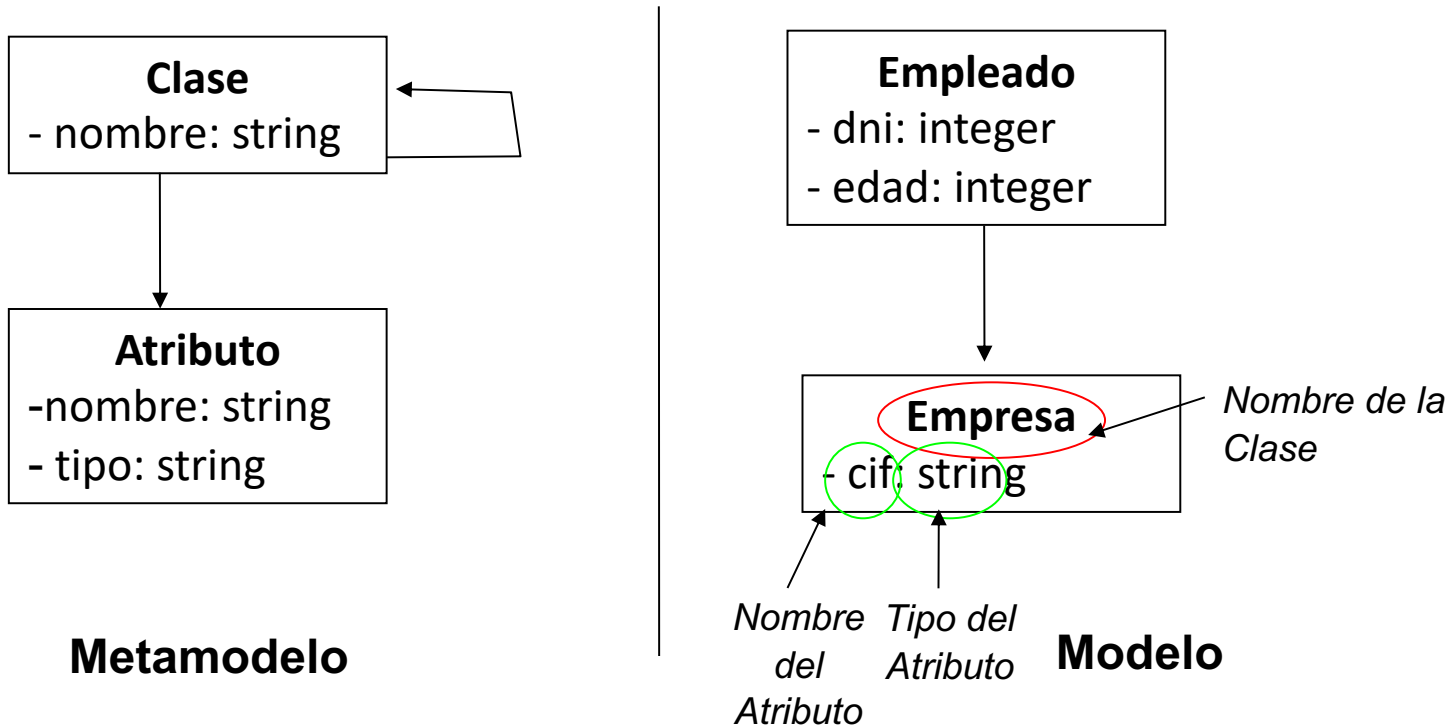 Clase
- nombre: string
Atributo
-nombre: string
- tipo: string
Metamodelo
Empleado
- dni: integer
- edad: integer
Empresa
- cif: string
Nombre de la
Clase
Nombre
del
Atributo
Tipo del
Atributo
Modelo